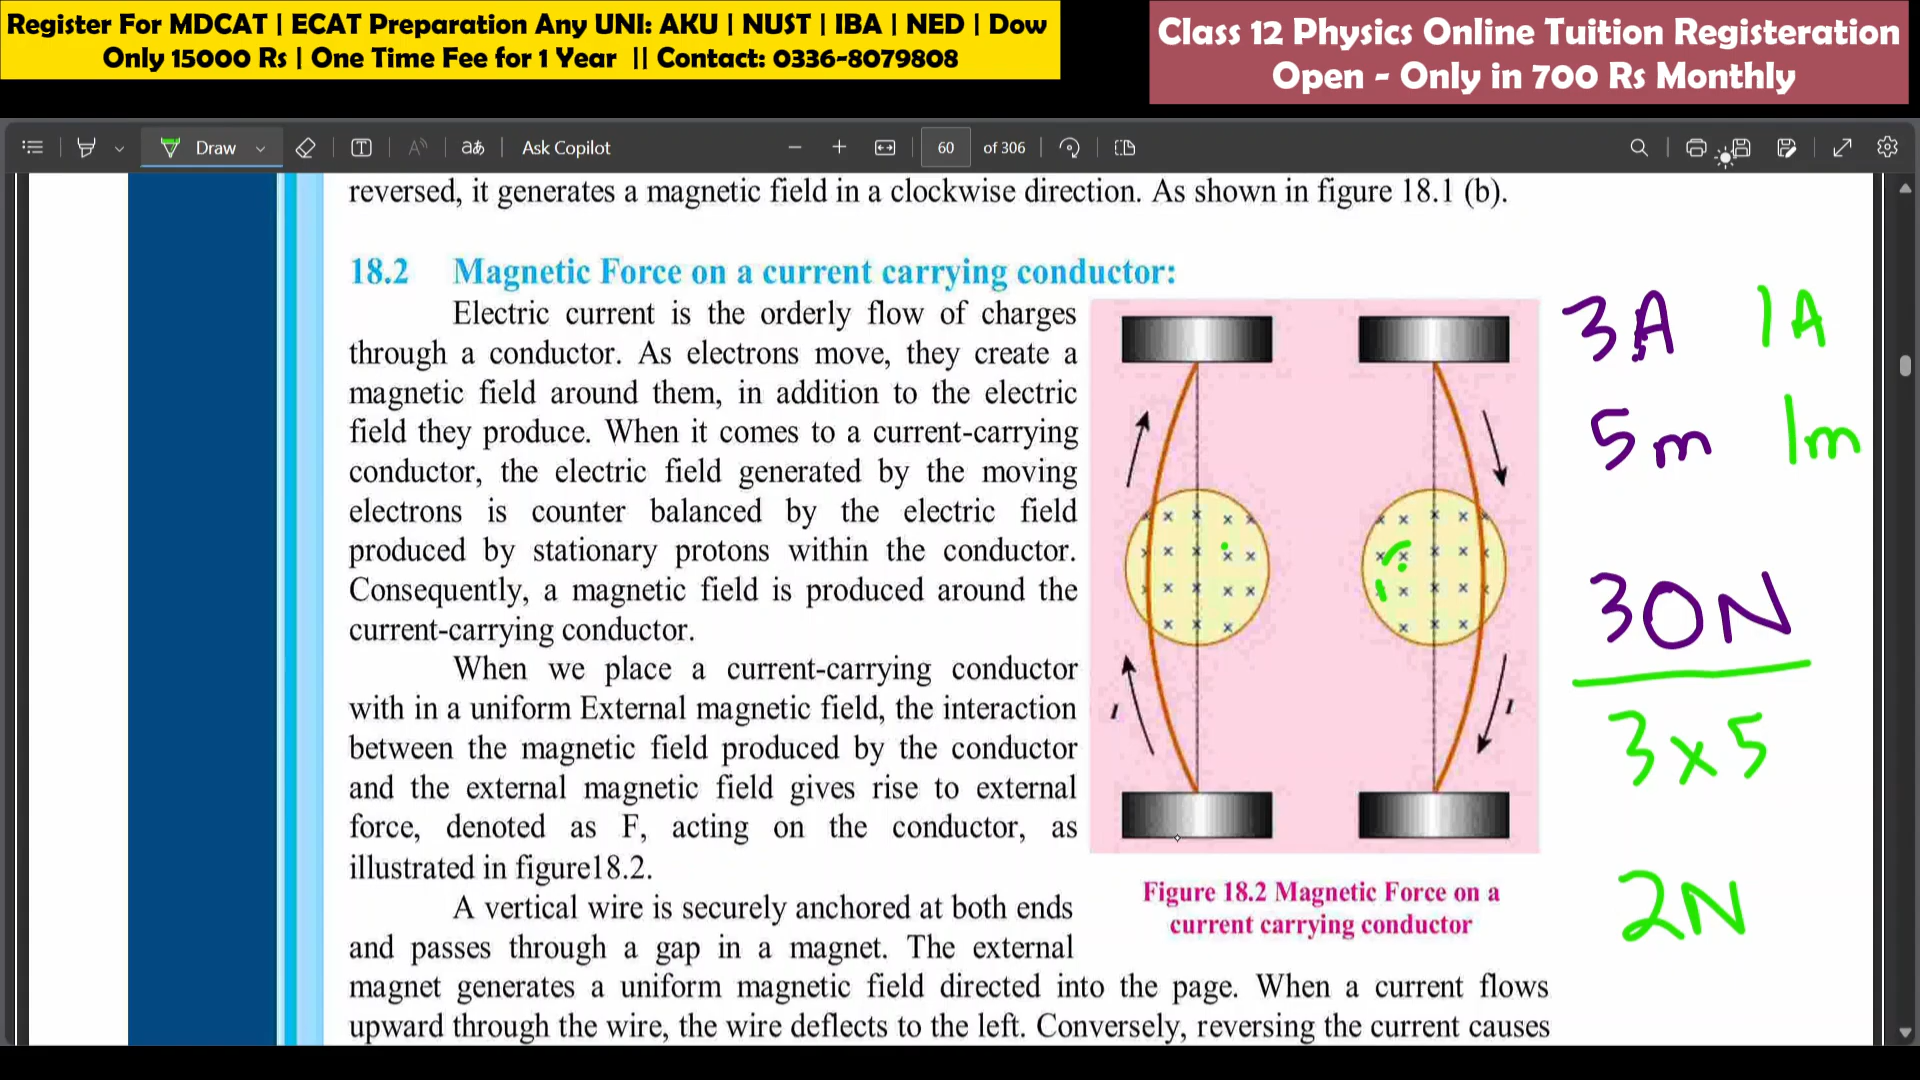 Register For MDCAT | ECAT Preparation Any UNI: AKU | NUST | IBA | NED | Dow
Only 15000 Rs | One Time Fee for 1 Year || Contact: 0336-8079808
Class 12 Physics Online Tuition Registeration
Open - Only in 700 Rs Monthly
Draw
Ask Copilot
60 of 306
reversed, it generates a magnetic field in a clockwise direction. As shown in figure 18.1 (b).
18.2 Magnetic Force on a current carrying conductor:
Electric current is the orderly flow of charges
through a conductor. As electrons move, they create a
magnetic field around them, in addition to the electric
field they produce. When it comes to a current-carrying
conductor, the electric field generated by the moving
electrons is counter balanced by the electric field
produced by stationary protons within the conductor.
Consequently, a magnetic field is produced around the
current-carrying conductor.
When we place a current-carrying conductor
with in a uniform External magnetic field, the interaction
between the magnetic field produced by the conductor
and the external magnetic field gives rise to external
force, denoted as F, acting on the conductor, as
illustrated in figure18.2.
A vertical wire is securely anchored at both ends
and passes through a gap in a magnet. The external
magnet generates a uniform magnetic field directed into the page. When a current flows
upward through the wire, the wire deflects to the left. Conversely, reversing the current causes
I
I
Figure 18.2 Magnetic Force on a
current carrying conductor
3A 1A
5m 1m
30N
3x5
2N